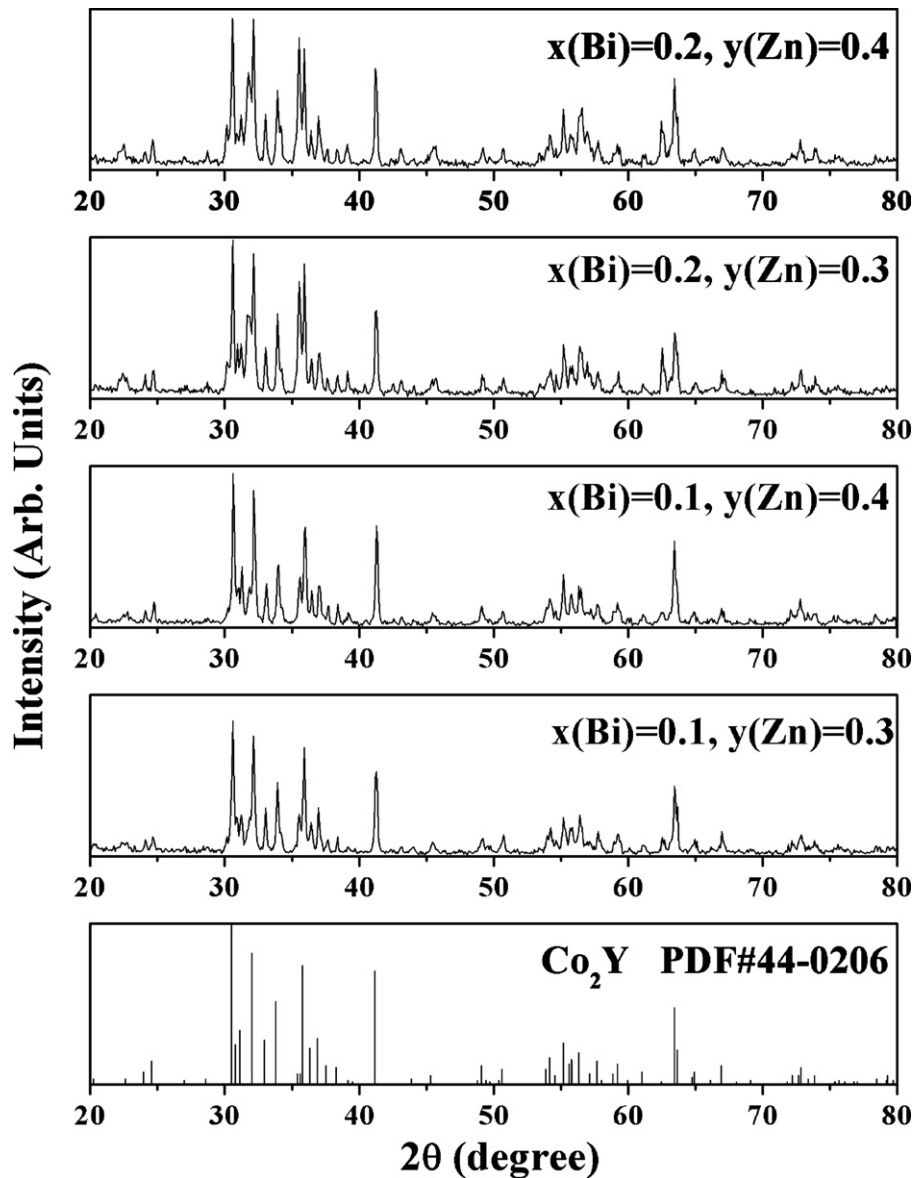 x(Bi)=0.2, y(Zn)=0.4
20 30 40 50 60 70 80
x(Bi)=0.2, y(Zn)=0.3
20 30 40 50 60 70 80
x(Bi)=0.1, y(Zn)=0.4
20 30 40 50 60 70 80
x(Bi)=0.1, y(Zn)=0.3
20 30 40 50 60 70 80
Co₂Y PDF#44-0206
20 30 40 50 60 70 80
2θ (degree)
Intensity (Arb. Units)